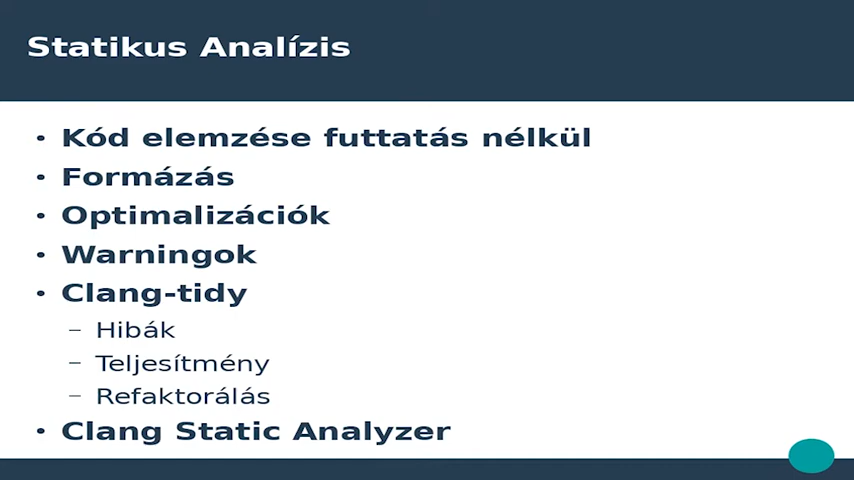 Statikus Analízis
• Kód elemzése futtatás nélkül
• Formázás
• Optimalizációk
• Warningok
• Clang-tidy
– Hibák
– Teljesítmény
– Refaktorálás
• Clang Static Analyzer